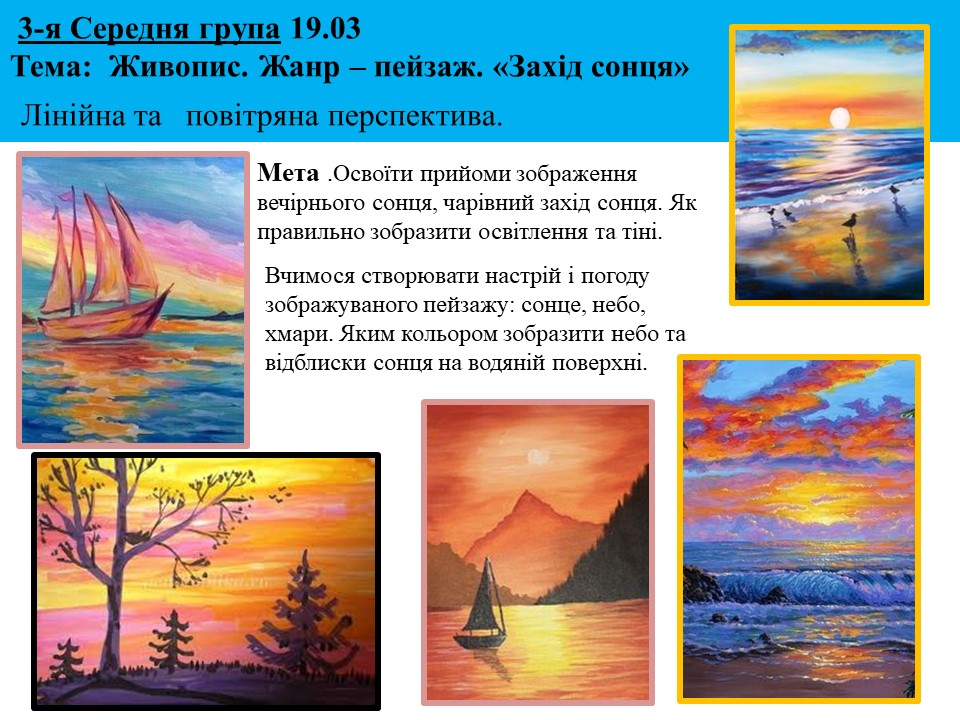 3-я Середня група 19.03
Тема:  Живопис. Жанр – пейзаж. «Захід сонця»
Лінійна та   повітряна перспектива.
Мета .Освоїти прийоми зображення
вечірнього сонця, чарівний захід сонця. Як
правильно зобразити освітлення та тіні.
Вчимося створювати настрій і погоду
зображуваного пейзажу: сонце, небо,
хмари. Яким кольором зобразити небо та
відблиски сонця на водяній поверхні.